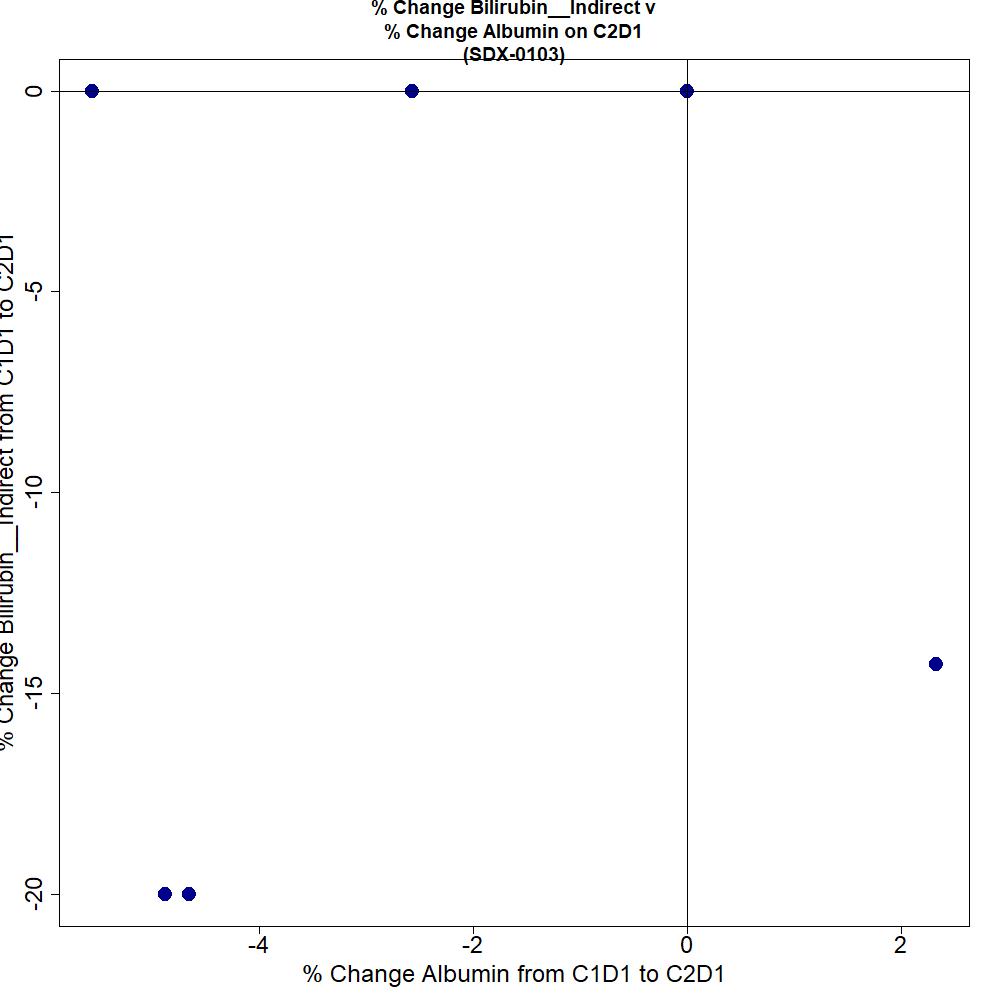 % Change Bilirubin__Indirect v
% Change Albumin on C2D1
(SDX-0103)
% Change Bilirubin__Indirect from C1D1 to C2D1
0
-5
-10
-15
-20
-4
-2
0
2
% Change Albumin from C1D1 to C2D1